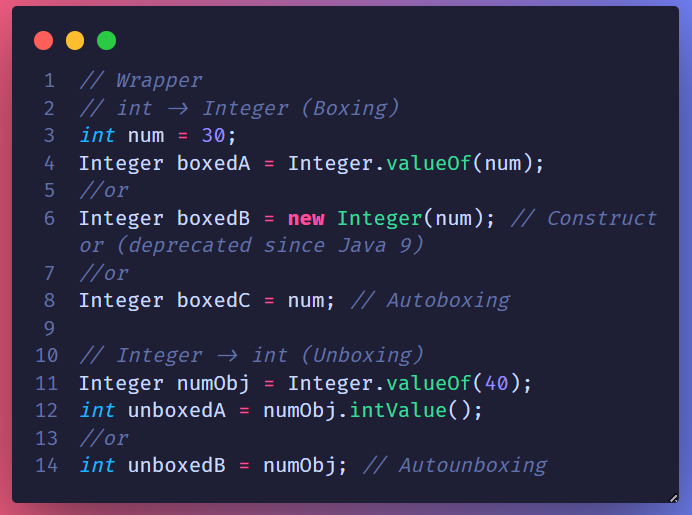 1 // Wrapper
2 // int -> Integer (Boxing)
3 int num = 30;
4 Integer boxedA = Integer.valueOf(num);
5 //or
6 Integer boxedB = new Integer(num); // Construct
or (deprecated since Java 9)
7 //or
8 Integer boxedC = num; // Autoboxing
9
10 // Integer -> int (Unboxing)
11 Integer numObj = Integer.valueOf(40);
12 int unboxedA = numObj.intValue();
13 //or
14 int unboxedB = numObj; // Autounboxing